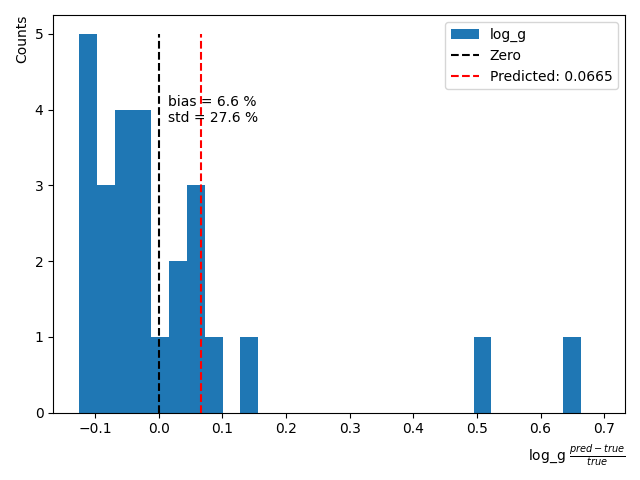 Counts
5
4
3
2
1
0
log_g
Zero
Predicted: 0.0665
bias = 6.6 %
std = 27.6 %
−0.1 0.0 0.1 0.2 0.3 0.4 0.5 0.6 0.7
log_g pred−true/true